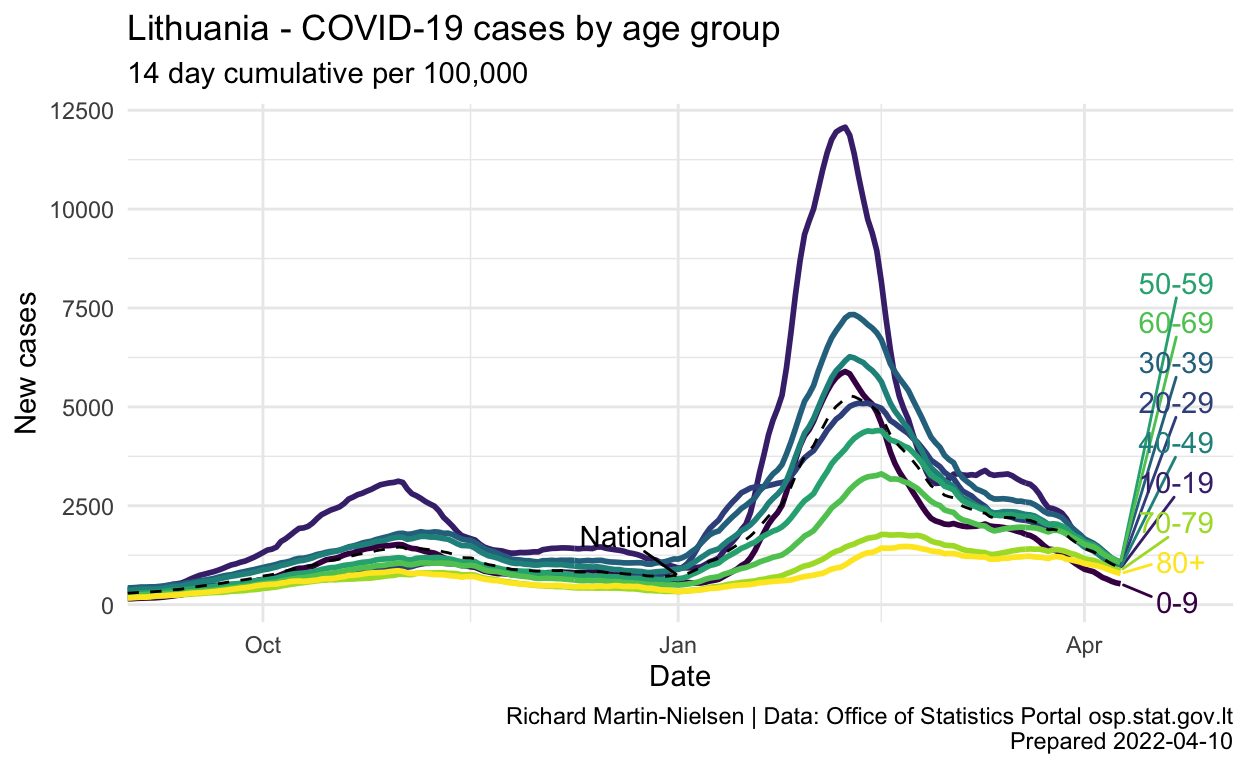 Lithuania - COVID-19 cases by age group
14 day cumulative per 100,000
12500
10000
7500
5000
2500
0
New cases
50-59
60-69
30-39
20-29
40-49
10-19
70-79
80+
0-9
National
Oct
Jan
Apr
Date
Richard Martin-Nielsen | Data: Office of Statistics Portal osp.stat.gov.lt
Prepared 2022-04-10